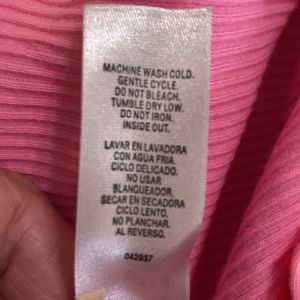 MACHINE WASH COLD.
GENTLE CYCLE.
DO NOT BLEACH.
TUMBLE DRY LOW.
DO NOT IRON.
INSIDE OUT.
LAVAR EN LAVADORA
CON AGUA FRIA.
CICLO DELICADO.
NO USAR
BLANQUEADOR.
SECAR EN SECADORA
CICLO LENTO.
NO PLANCHAR.
AL REVERSO.
042937